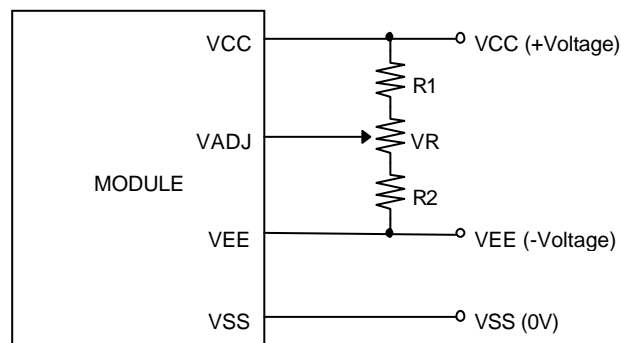 VCC
VCC (+Voltage)
R1
VADJ
VR
MODULE
R2
VEE
VEE (-Voltage)
VSS
VSS (0V)